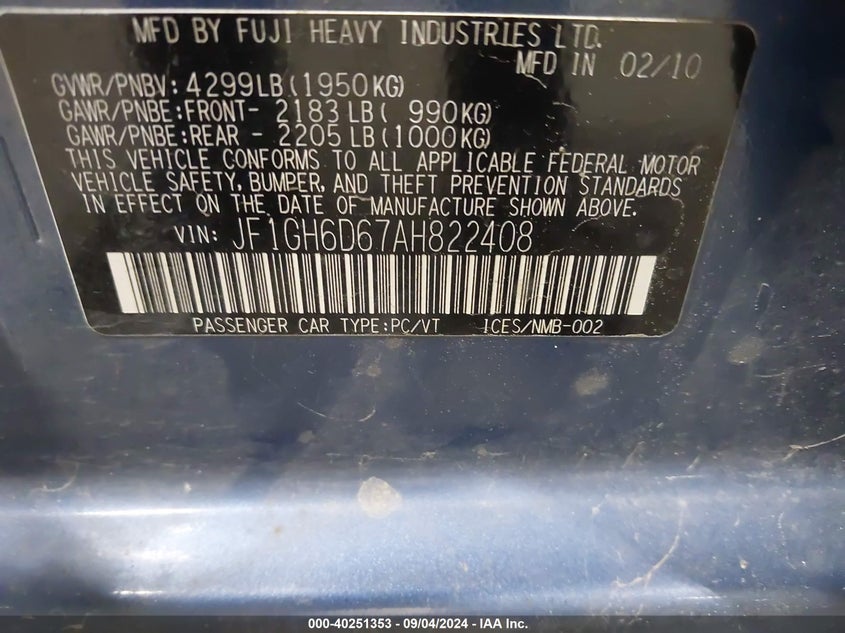 MFD BY FUJI HEAVY INDUSTRIES LTD.
MFD IN 02/10
GVWR/PNBV: 4299LB(1950KG)
GAWR/PNBE:FRONT- 2183LB( 990KG)
GAWR/PNBE:REAR - 2205LB(1000KG)
THIS VEHICLE CONFORMS TO ALL APPLICABLE FEDERAL MOTOR
VEHICLE SAFETY, BUMPER, AND THEFT PREVENTION STANDARDS
IN EFFECT ON THE DATE OF MANUFACTURE SHOWN ABOVE.
VIN: JF1GH6D67AH822408
PASSENGER CAR TYPE:PC/VT ICES/NMB-002
000-40251353 - 09/04/2024 - IAA Inc.